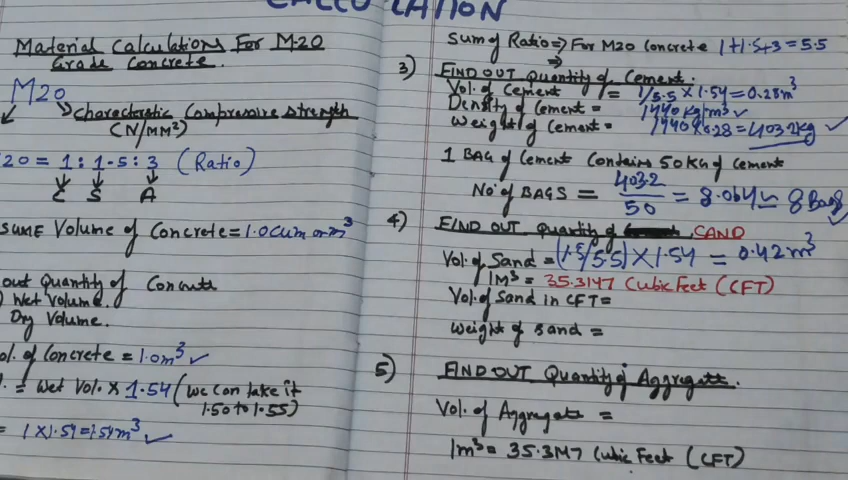 CALCULATION
Material Calculations For M20
Grade Concrete.
M20
Characteristic Compressive Strength
(N/MM²)
20 = 1:1.5:3 (Ratio)
C S A
SUME Volume of Concrete = 1.0 cum or m³
out Quantity of Concrete
) Wet Volume.
Dry Volume.
ol. of Concrete = 1.0m³ ✓
. = Wet Vol. × 1.54 (we can take it
1.50 to 1.55)
= 1 × 1.54 = 1.54m³ ✓
Sum of Ratio ⇒ For M20 Concrete 1+1.5+3 = 5.5
⇒
3) FIND OUT Quantity of Cement:
Vol. of Cement = 1/5.5 × 1.54 = 0.28m³
Density of Cement = 1440 kg/m³ ✓
Weight of Cement = 1440 × 0.28 = 403.2kg ✓
1 BAG of Cement Contains 50 KG of Cement
No. of BAGS = 403.2/50 = 8.064 ≃ 8 Bags ✓
4) FIND OUT Quantity of SAND
Vol. of Sand = (1.5/5.5) × 1.54 = 0.42m³
1M³ = 35.3147 Cubic Feet (CFT)
Vol. of Sand in CFT =
Weight of Sand =
5) FIND OUT Quantity of Aggregate.
Vol. of Aggregate =
1m³ = 35.3147 Cubic Feet (CFT)